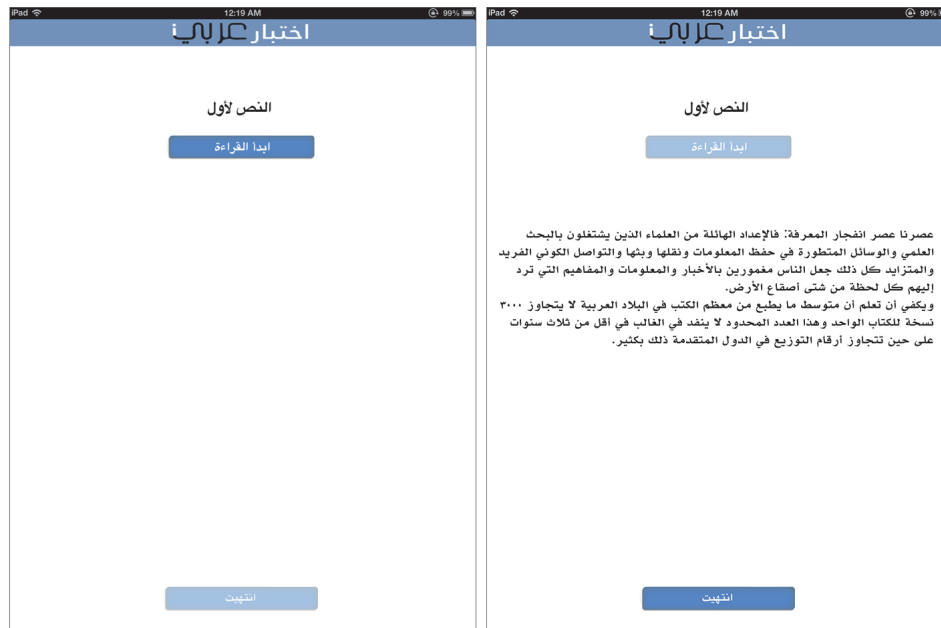 iPad 12:19 AM 99%
اختبار عربي
النص لأول
ابدأ القراءة
انتهيت
iPad 12:19 AM 99%
اختبار عربي
النص لأول
ابدأ القراءة
عصرنا عصر انفجار المعرفة: فالإعداد الهائلة من العلماء الذين يشتغلون بالبحث
العلمي والوسائل المتطورة في حفظ المعلومات ونقلها وبثها والتواصل الكوني الفريد
والمتزايد كل ذلك جعل الناس مغمورين بالأخبار والمعلومات والمفاهيم التي ترد
إليهم كل لحظة من شتى أصقاع الأرض.
ويكفي أن تعلم أن متوسط ما يطبع من معظم الكتب في البلاد العربية لا يتجاوز ٣٠٠٠
نسخة للكتاب الواحد وهذا العدد المحدود لا ينفد في الغالب في أقل من ثلاث سنوات
على حين تتجاوز أرقام التوزيع في الدول المتقدمة ذلك بكثير.
انتهيت